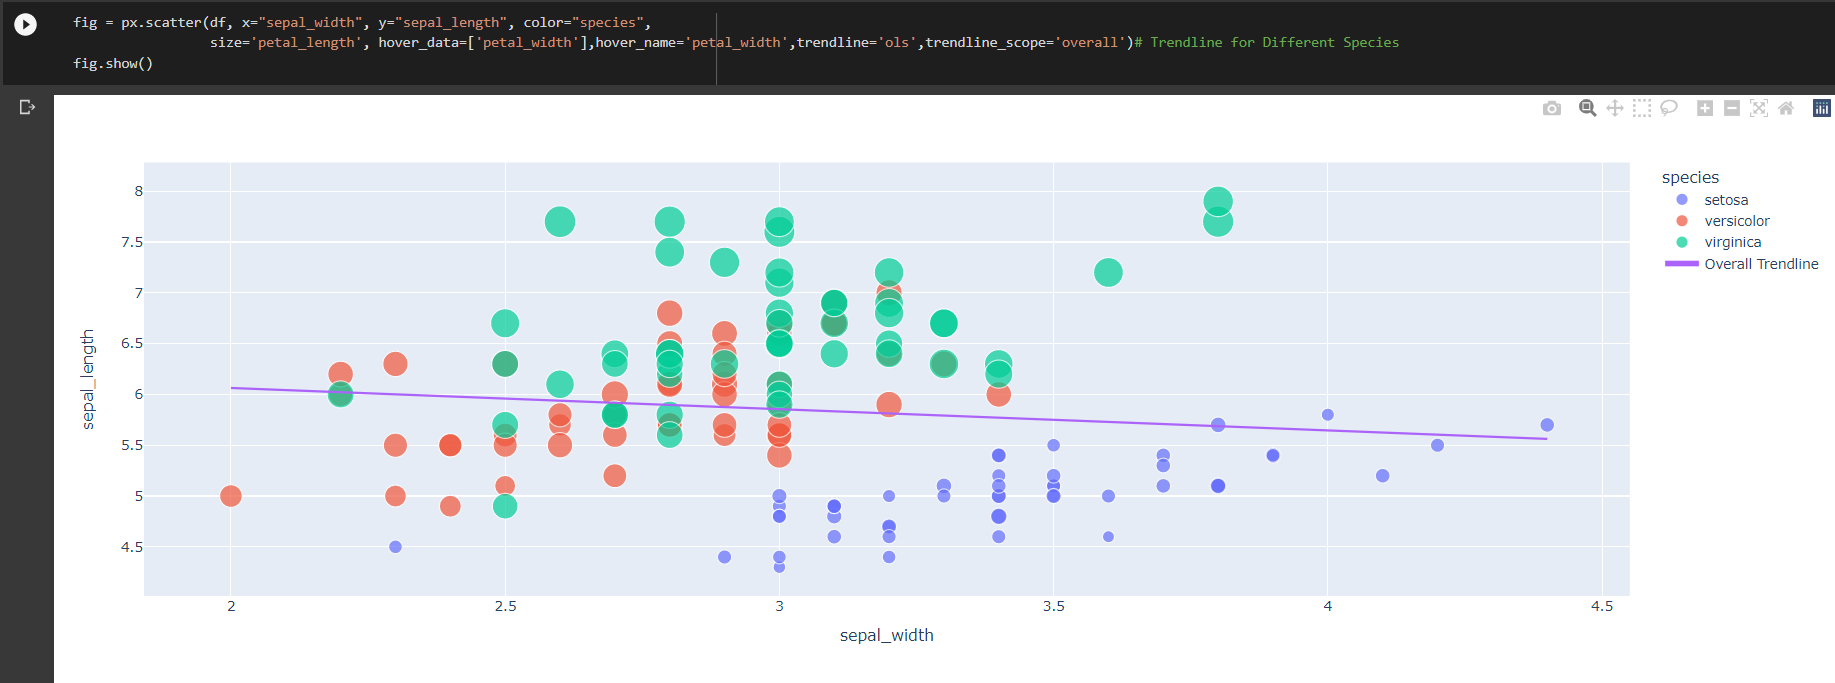 fig = px.scatter(df, x="sepal_width", y="sepal_length", color="species",
size='petal_length', hover_data=['petal_width'],hover_name='petal_width',trendline='ols',trendline_scope='overall')# Trendline for Different Species
fig.show()
species
setosa
versicolor
virginica
Overall Trendline
sepal_length
8
7.5
7
6.5
6
5.5
5
4.5
2
2.5
3
3.5
4
4.5
sepal_width